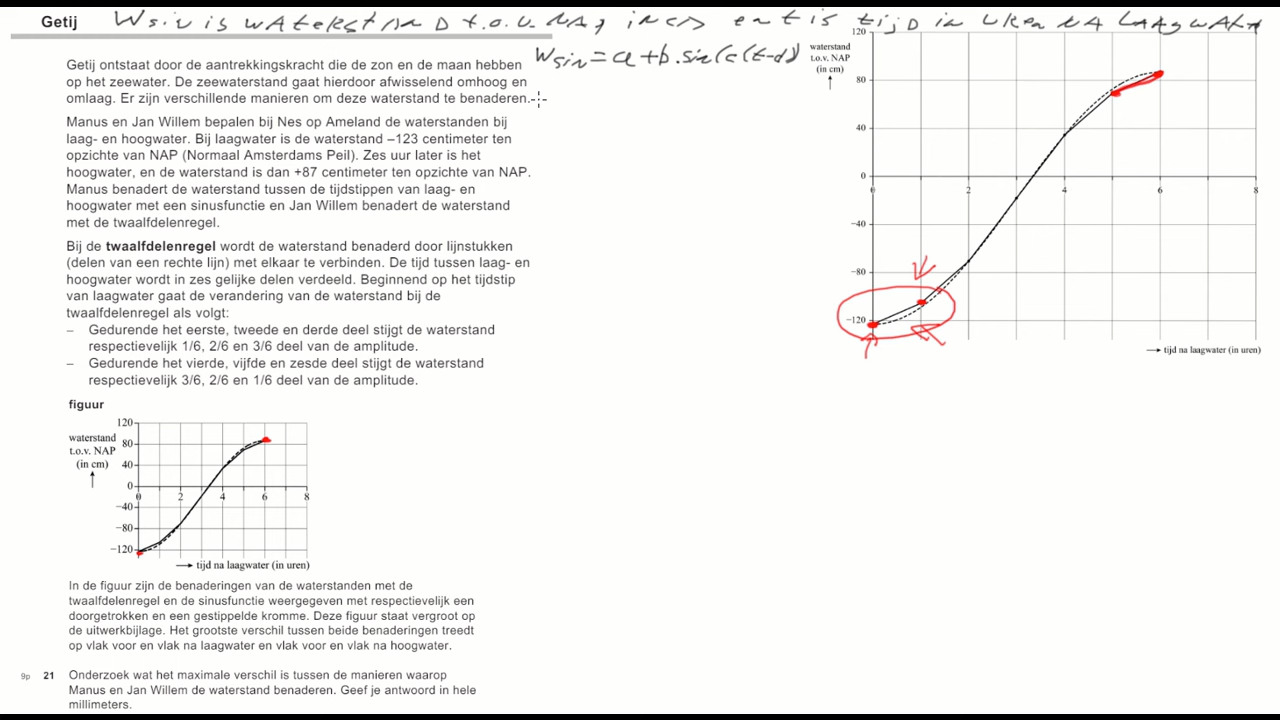 Getij
Wsin is waterstand t.o.v. NAP in cm en t is tijd in uren na laagwater
Wsin = a + b · sin(c(t-d))
Getij ontstaat door de aantrekkingskracht die de zon en de maan hebben
op het zeewater. De zeewaterstand gaat hierdoor afwisselend omhoog en
omlaag. Er zijn verschillende manieren om deze waterstand te benaderen.
Manus en Jan Willem bepalen bij Nes op Ameland de waterstanden bij
laag- en hoogwater. Bij laagwater is de waterstand –123 centimeter ten
opzichte van NAP (Normaal Amsterdams Peil). Zes uur later is het
hoogwater, en de waterstand is dan +87 centimeter ten opzichte van NAP.
Manus benadert de waterstand tussen de tijdstippen van laag- en
hoogwater met een sinusfunctie en Jan Willem benadert de waterstand
met de twaalfdelenregel.
Bij de twaalfdelenregel wordt de waterstand benaderd door lijnstukken
(delen van een rechte lijn) met elkaar te verbinden. De tijd tussen laag- en
hoogwater wordt in zes gelijke delen verdeeld. Beginnend op het tijdstip
van laagwater gaat de verandering van de waterstand bij de
twaalfdelenregel als volgt:
– Gedurende het eerste, tweede en derde deel stijgt de waterstand
respectievelijk 1/6, 2/6 en 3/6 deel van de amplitude.
– Gedurende het vierde, vijfde en zesde deel stijgt de waterstand
respectievelijk 3/6, 2/6 en 1/6 deel van de amplitude.
figuur
120
waterstand
t.o.v. NAP
(in cm)
80
40
0
–40
–80
–120
0 2 4 6 8
tijd na laagwater (in uren)
In de figuur zijn de benaderingen van de waterstanden met de
twaalfdelenregel en de sinusfunctie weergegeven met respectievelijk een
doorgetrokken en een gestippelde kromme. Deze figuur staat vergroot op
de uitwerkbijlage. Het grootste verschil tussen beide benaderingen treedt
op vlak voor en vlak na laagwater en vlak voor en vlak na hoogwater.
9p 21 Onderzoek wat het maximale verschil is tussen de manieren waarop
Manus en Jan Willem de waterstand benaderen. Geef je antwoord in hele
millimeters.
120
waterstand
t.o.v. NAP
(in cm)
80
40
0
–40
–80
–120
0 2 4 6 8
tijd na laagwater (in uren)